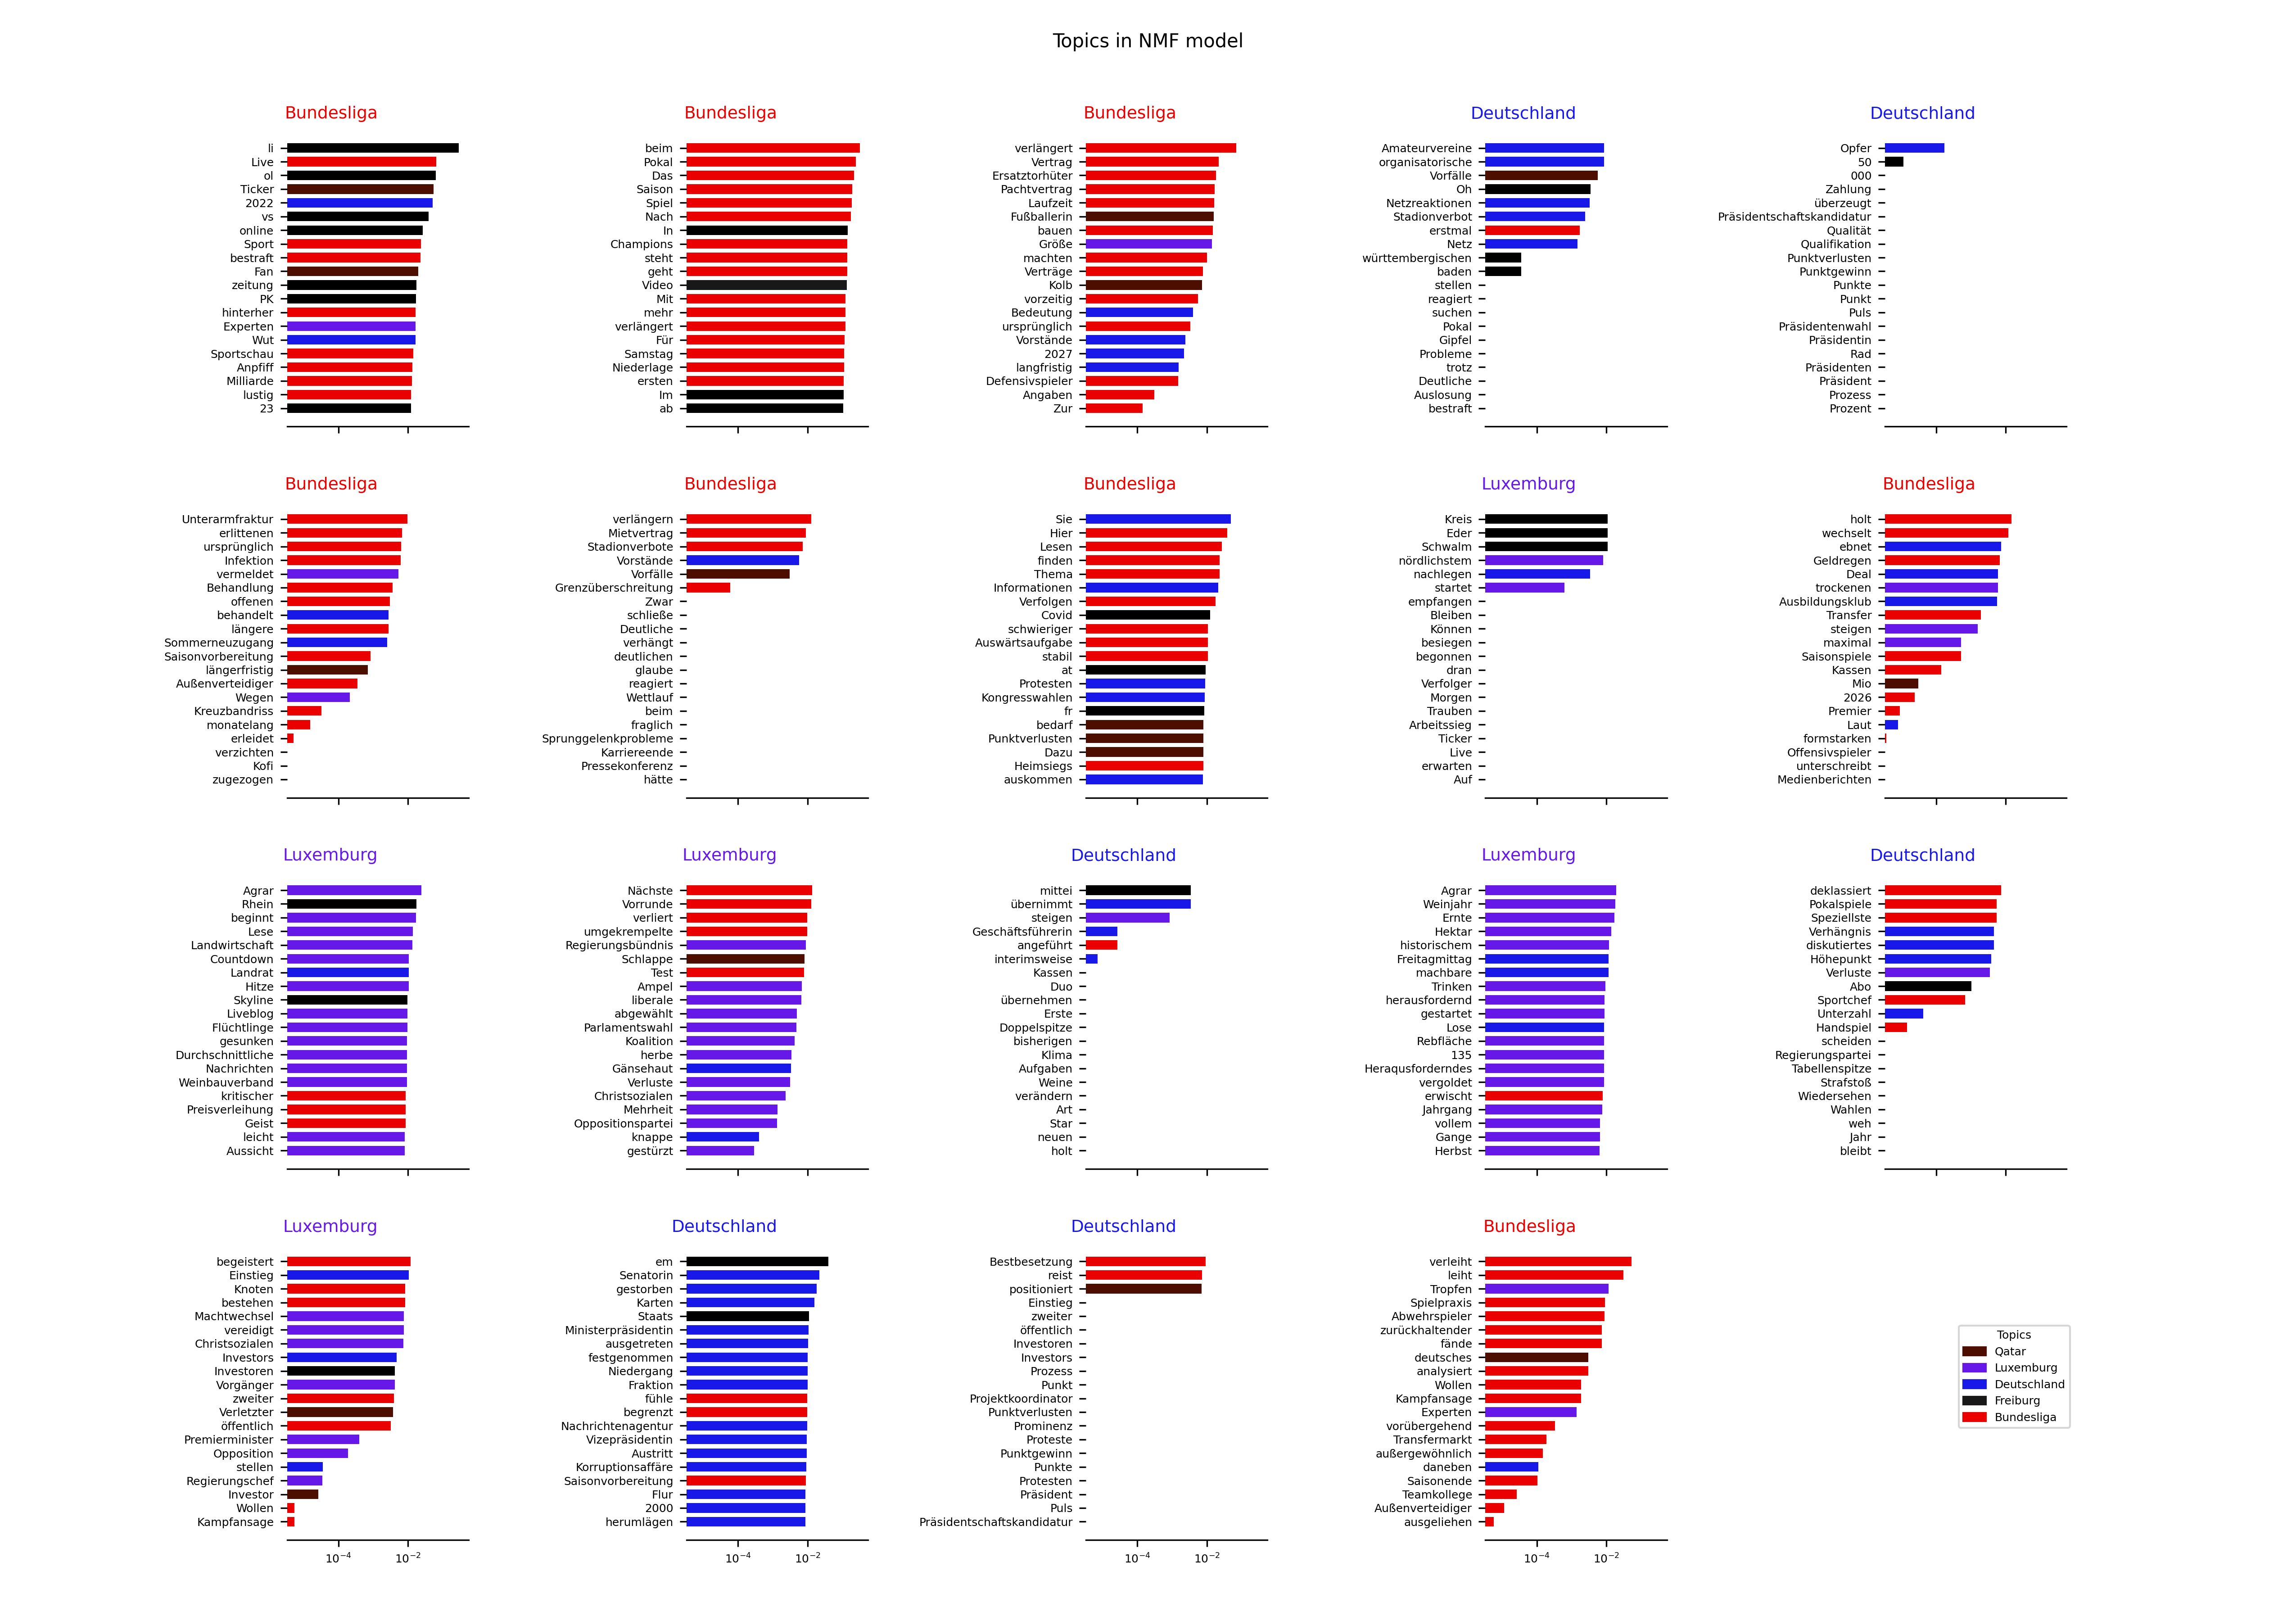 Topics in NMF model
Bundesliga
li
Live
ol
Ticker
2022
vs
online
Sport
bestraft
Fan
zeitung
PK
hinterher
Experten
Wut
Sportschau
Anpfiff
Milliarde
lustig
23
Bundesliga
beim
Pokal
Das
Saison
Spiel
Nach
In
Champions
steht
geht
Video
Mit
mehr
verlängert
Für
Samstag
Niederlage
ersten
Im
ab
Bundesliga
verlängert
Vertrag
Ersatztorhüter
Pachtvertrag
Laufzeit
Fußballerin
bauen
Größe
machten
Verträge
Kolb
vorzeitig
Bedeutung
ursprünglich
Vorstände
2027
langfristig
Defensivspieler
Angaben
Zur
Deutschland
Amateurvereine
organisatorische
Vorfälle
Oh
Netzreaktionen
Stadionverbot
erstmal
Netz
württembergischen
baden
stellen
reagiert
suchen
Pokal
Gipfel
Probleme
trotz
Deutliche
Auslosung
bestraft
Deutschland
Opfer
50
000
Zahlung
überzeugt
Präsidentschaftskandidatur
Qualität
Qualifikation
Punktverlusten
Punktgewinn
Punkte
Punkt
Puls
Präsidentenwahl
Präsidentin
Rad
Präsidenten
Präsident
Prozess
Prozent
Bundesliga
Unterarmfraktur
erlittenen
ursprünglich
Infektion
vermeldet
Behandlung
offenen
behandelt
längere
Sommerneuzugang
Saisonvorbereitung
längerfristig
Außenverteidiger
Wegen
Kreuzbandriss
monatelang
erleidet
verzichten
Kofi
zugezogen
Bundesliga
verlängern
Mietvertrag
Stadionverbote
Vorstände
Vorfälle
Grenzüberschreitung
Zwar
schließe
Deutliche
verhängt
deutlichen
glaube
reagiert
Wettlauf
beim
fraglich
Sprunggelenkprobleme
Karriereende
Pressekonferenz
hätte
Bundesliga
Sie
Hier
Lesen
finden
Thema
Informationen
Verfolgen
Covid
schwieriger
Auswärtsaufgabe
stabil
at
Protesten
Kongresswahlen
fr
bedarf
Punktverlusten
Dazu
Heimsiegs
auskommen
Luxemburg
Kreis
Eder
Schwalm
nördlichstem
nachlegen
startet
empfangen
Bleiben
Können
besiegen
begonnen
dran
Verfolger
Morgen
Trauben
Arbeitssieg
Ticker
Live
erwarten
Auf
Bundesliga
holt
wechselt
ebnet
Geldregen
Deal
trockenen
Ausbildungsklub
Transfer
steigen
maximal
Saisonspiele
Kassen
Mio
2026
Premier
Laut
formstarken
Offensivspieler
unterschreibt
Medienberichten
Luxemburg
Agrar
Rhein
beginnt
Lese
Landwirtschaft
Countdown
Landrat
Hitze
Skyline
Liveblog
Flüchtlinge
gesunken
Durchschnittliche
Nachrichten
Weinbauverband
kritischer
Preisverleihung
Geist
leicht
Aussicht
Luxemburg
Nächste
Vorrunde
verliert
umgekrempelte
Regierungsbündnis
Schlappe
Test
Ampel
liberale
abgewählt
Parlamentswahl
Koalition
herbe
Gänsehaut
Verluste
Christsozialen
Mehrheit
Oppositionspartei
knappe
gestürzt
Deutschland
mittei
übernimmt
steigen
Geschäftsführerin
angeführt
interimsweise
Kassen
Duo
übernehmen
Erste
Doppelspitze
bisherigen
Klima
Aufgaben
Weine
verändern
Art
Star
neuen
holt
Luxemburg
Agrar
Weinjahr
Ernte
Hektar
historischem
Freitagmittag
machbare
Trinken
herausfordernd
gestartet
Lose
Rebfläche
135
Heraqusforderndes
vergoldet
erwischt
Jahrgang
vollem
Gange
Herbst
Deutschland
deklassiert
Pokalspiele
Speziellste
Verhängnis
diskutiertes
Höhepunkt
Verluste
Abo
Sportchef
Unterzahl
Handspiel
scheiden
Regierungspartei
Tabellenspitze
Strafstoß
Wiedersehen
Wahlen
weh
Jahr
bleibt
Luxemburg
begeistert
Einstieg
Knoten
bestehen
Machtwechsel
vereidigt
Christsozialen
Investors
Investoren
Vorgänger
zweiter
Verletzter
öffentlich
Premierminister
Opposition
stellen
Regierungschef
Investor
Wollen
Kampfansage
10⁻⁴ 10⁻²
Deutschland
em
Senatorin
gestorben
Karten
Staats
Ministerpräsidentin
ausgetreten
festgenommen
Niedergang
Fraktion
fühle
begrenzt
Nachrichtenagentur
Vizepräsidentin
Austritt
Korruptionsaffäre
Saisonvorbereitung
Flur
2000
herumlägen
10⁻⁴ 10⁻²
Deutschland
Bestbesetzung
reist
positioniert
Einstieg
zweiter
öffentlich
Investoren
Investors
Prozess
Punkt
Projektkoordinator
Punktverlusten
Prominenz
Proteste
Punktgewinn
Punkte
Protesten
Präsident
Puls
Präsidentschaftskandidatur
10⁻⁴ 10⁻²
Bundesliga
verleiht
leiht
Tropfen
Spielpraxis
Abwehrspieler
zurückhaltender
fände
deutsches
analysiert
Wollen
Kampfansage
Experten
vorübergehend
Transfermarkt
außergewöhnlich
daneben
Saisonende
Teamkollege
Außenverteidiger
ausgeliehen
10⁻⁴ 10⁻²
Topics
Qatar
Luxemburg
Deutschland
Freiburg
Bundesliga